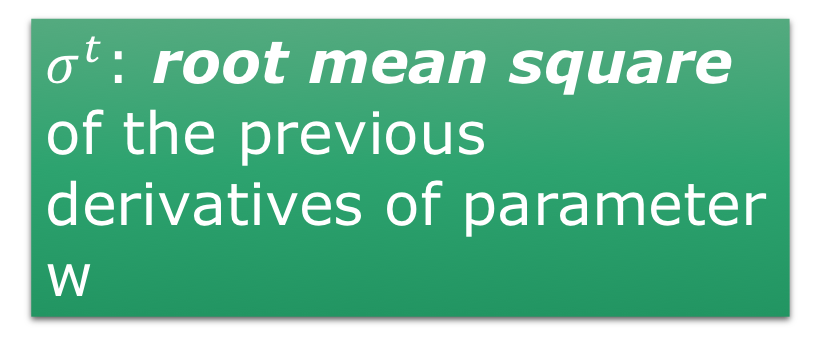 σᵗ: root mean square
of the previous
derivatives of parameter
w